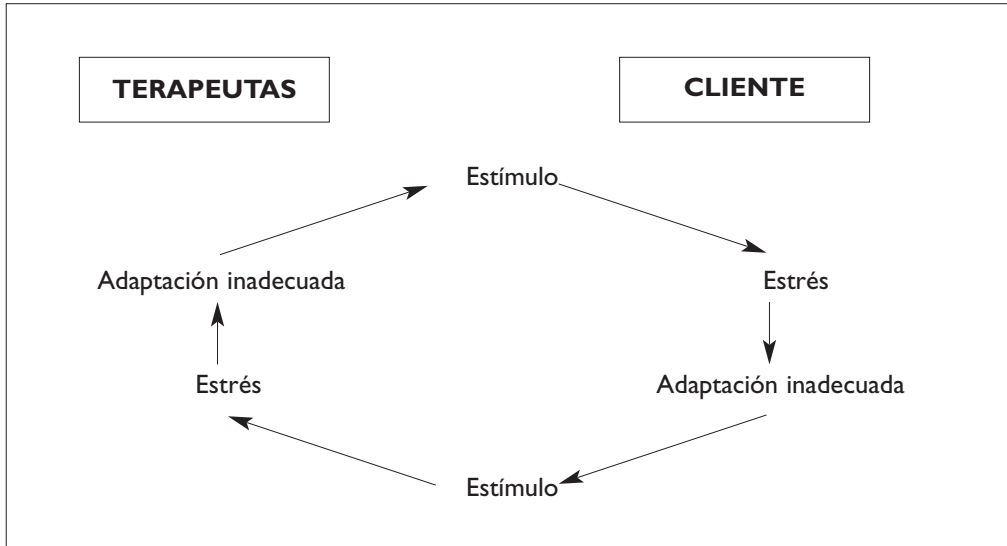 TERAPEUTAS
CLIENTE
Estímulo
Adaptación inadecuada
Estrés
Estrés
Adaptación inadecuada
Estímulo